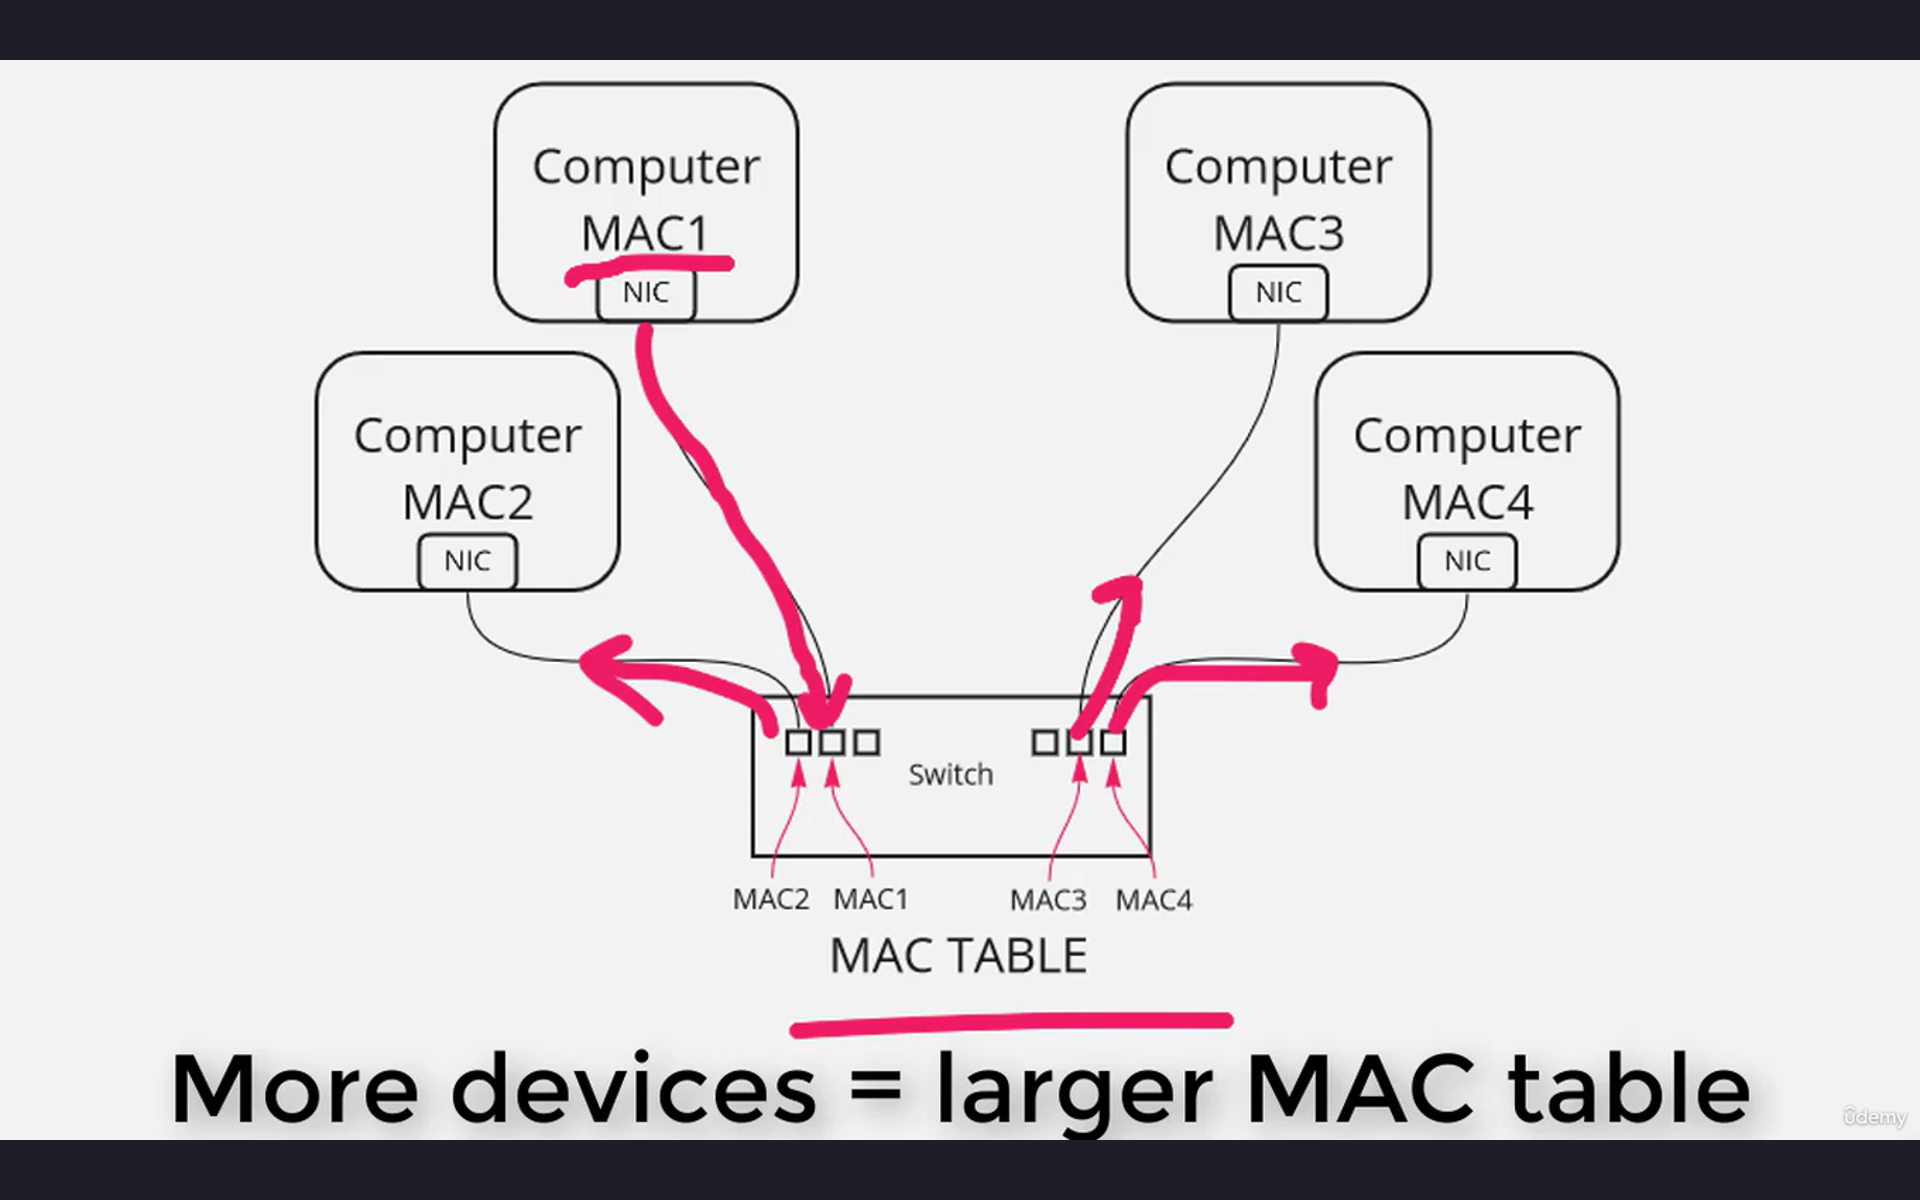 Computer
MAC1
NIC
Computer
MAC3
NIC
Computer
MAC2
NIC
Computer
MAC4
NIC
Switch
MAC2 MAC1 MAC3 MAC4
MAC TABLE
More devices = larger MAC table
ûdemy